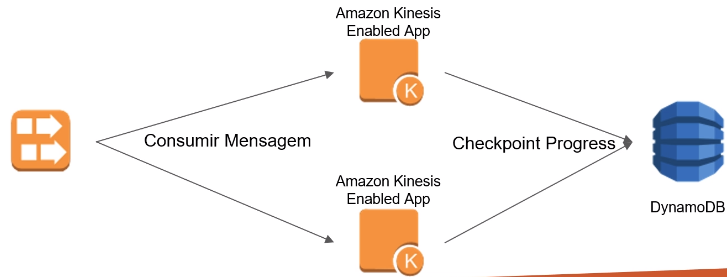 Amazon Kinesis
Enabled App
K
Consumir Mensagem
Checkpoint Progress
Amazon Kinesis
Enabled App
K
DynamoDB